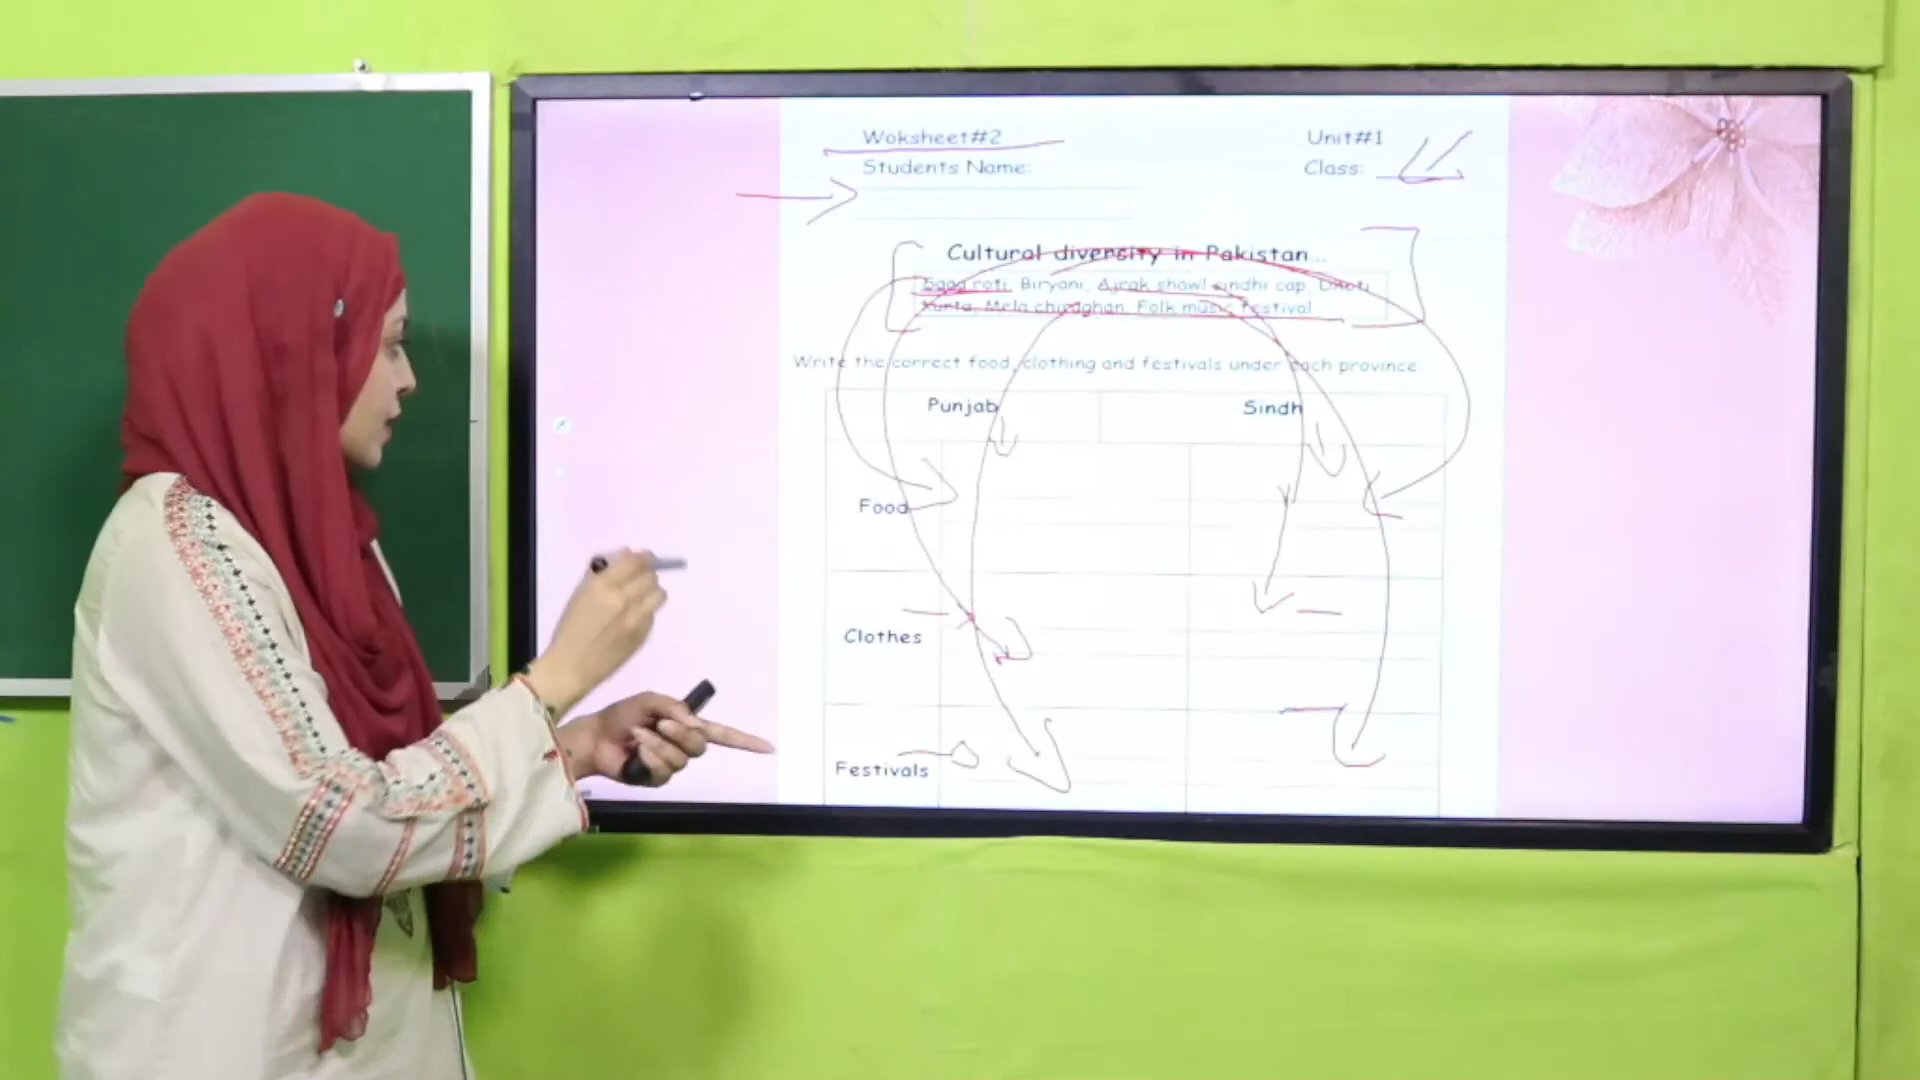 Woksheet#2 Unit#1
Students Name: Class:
Cultural diversity in Pakistan...
Saag roti, Biryani, Ajrak shawl sindhi cap, Dhoti
kurta, Mela chiraghan, Folk music festival
Write the correct food, clothing and festivals under each province
Punjab Sindh
Food
Clothes
Festivals